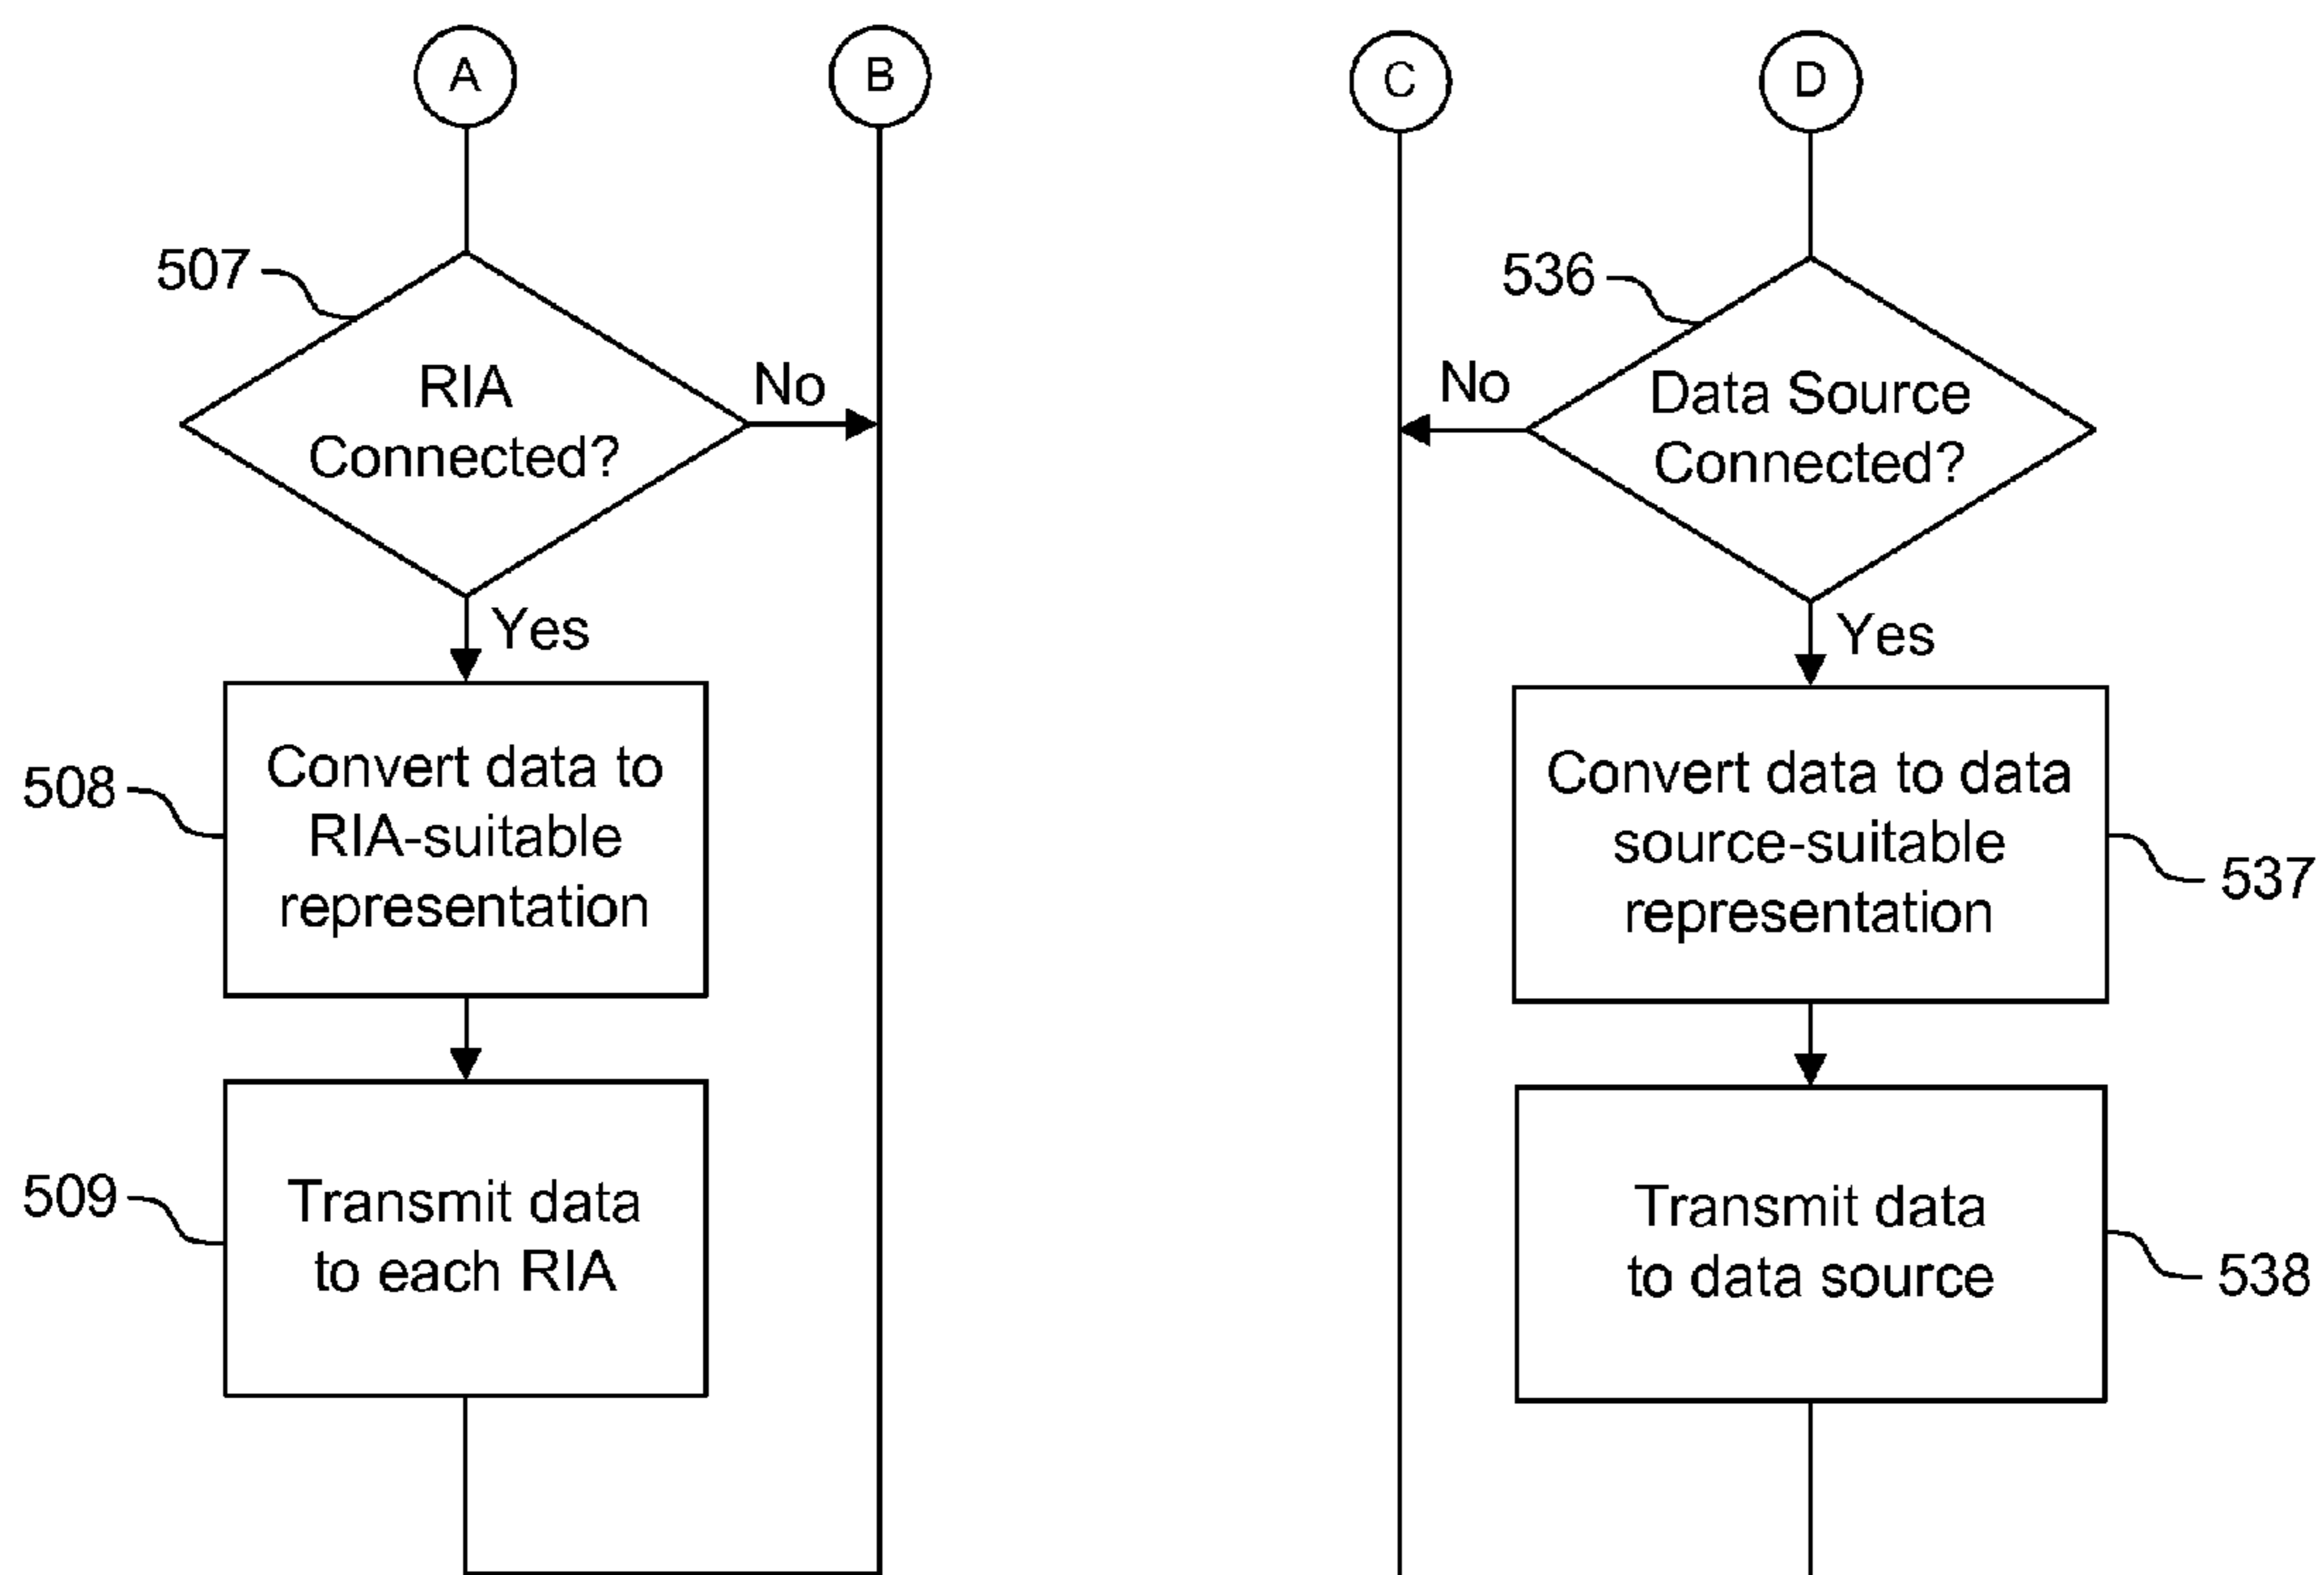 A
B
C
D
507
RIA
Connected?
No
Yes
508
Convert data to
RIA-suitable
representation
509
Transmit data
to each RIA
536
Data Source
Connected?
No
Yes
Convert data to data
source-suitable
representation
537
Transmit data
to data source
538